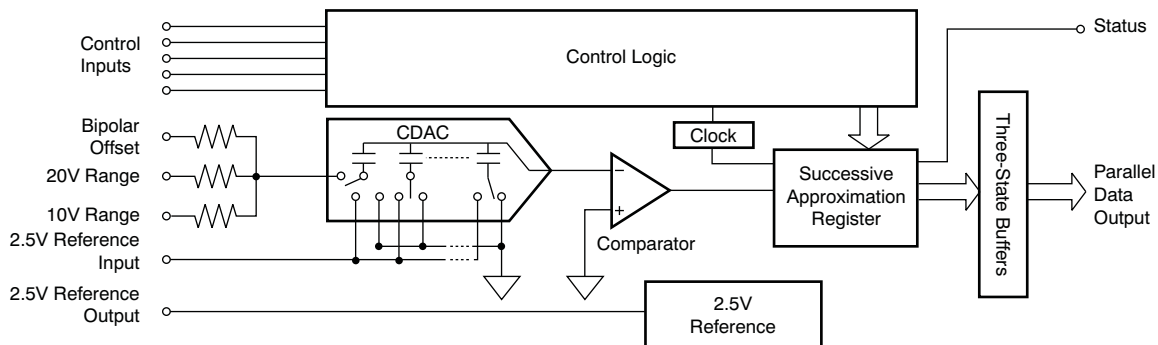 Control
Inputs
Control Logic
Status
Bipolar
Offset
CDAC
Clock
20V Range
10V Range
2.5V Reference
Input
−
+
Comparator
Successive
Approximation
Register
Three-State Buffers
Parallel
Data
Output
2.5V Reference
Output
2.5V
Reference